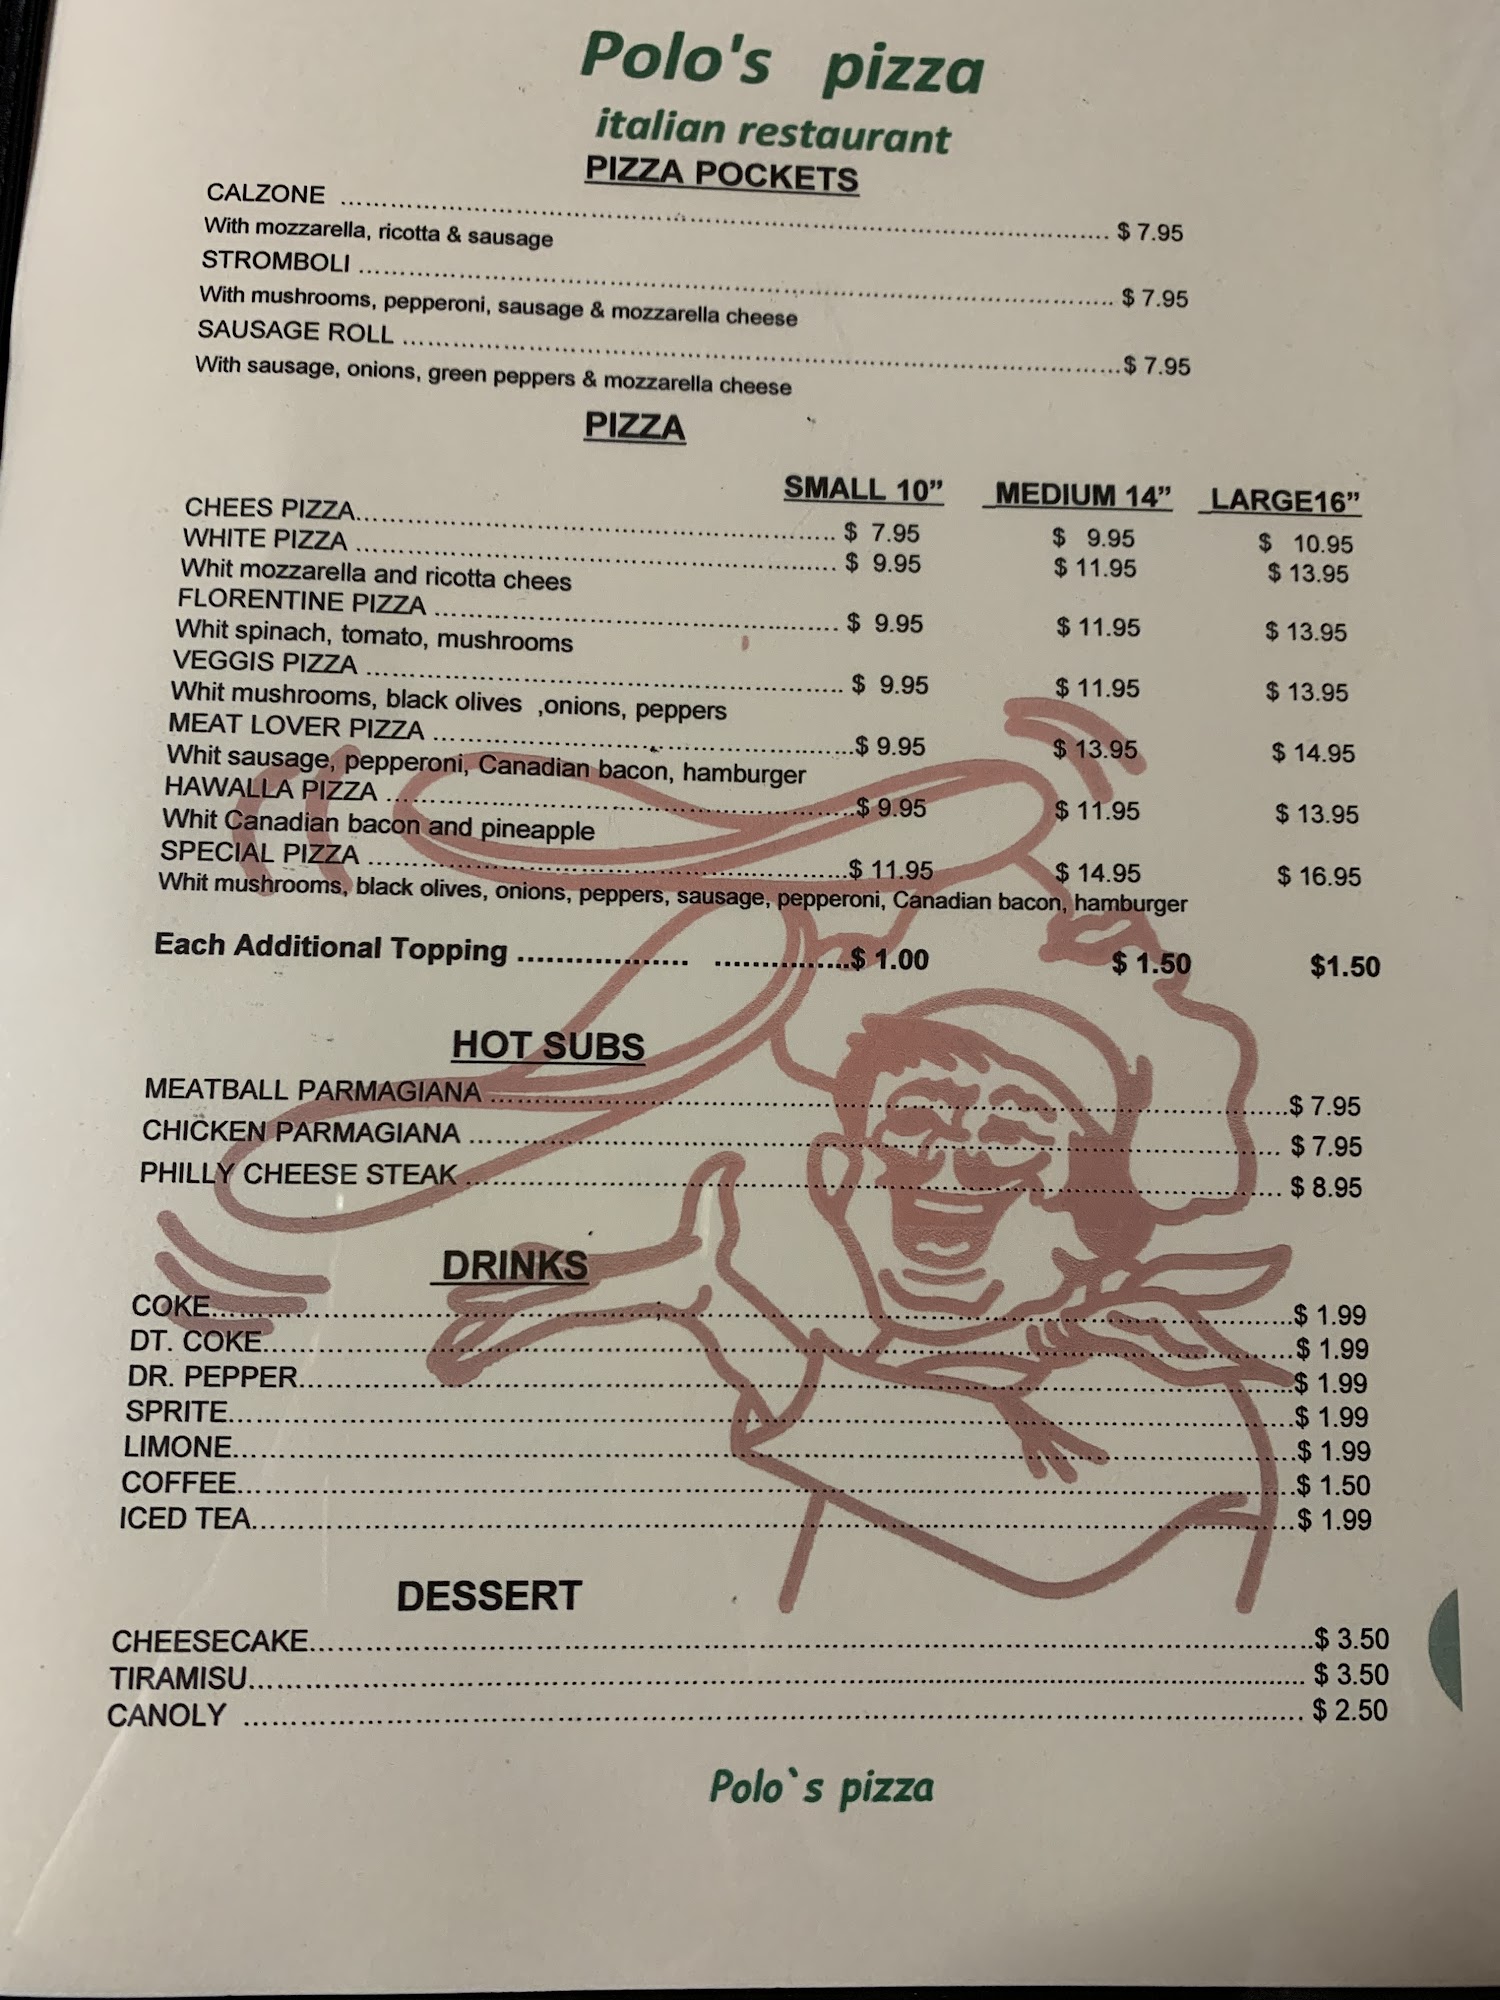 Polo's pizza
italian restaurant
PIZZA POCKETS
CALZONE ........................ $ 7.95
With mozzarella, ricotta & sausage
STROMBOLI ........................ $ 7.95
With mushrooms, pepperoni, sausage & mozzarella cheese
SAUSAGE ROLL ........................ $ 7.95
With sausage, onions, green peppers & mozzarella cheese
PIZZA
SMALL 10” MEDIUM 14” LARGE16”
CHEES PIZZA........................ $ 7.95 $ 9.95 $ 10.95
WHITE PIZZA ........................ $ 9.95 $ 11.95 $ 13.95
Whit mozzarella and ricotta chees
FLORENTINE PIZZA ........................ $ 9.95 $ 11.95 $ 13.95
Whit spinach, tomato, mushrooms
VEGGIS PIZZA ........................ $ 9.95 $ 11.95 $ 13.95
Whit mushrooms, black olives ,onions, peppers
MEAT LOVER PIZZA ........................$ 9.95 $ 13.95 $ 14.95
Whit sausage, pepperoni, Canadian bacon, hamburger
HAWALLA PIZZA ........................$ 9.95 $ 11.95 $ 13.95
Whit Canadian bacon and pineapple
SPECIAL PIZZA ........................$ 11.95 $ 14.95 $ 16.95
Whit mushrooms, black olives, onions, peppers, sausage, pepperoni, Canadian bacon, hamburger
Each Additional Topping .................. ................$ 1.00 $ 1.50 $1.50
HOT SUBS
MEATBALL PARMAGIANA ........................$ 7.95
CHICKEN PARMAGIANA ........................ $ 7.95
PHILLY CHEESE STEAK ........................ $ 8.95
DRINKS
COKE........................$ 1.99
DT. COKE........................$ 1.99
DR. PEPPER........................$ 1.99
SPRITE........................$ 1.99
LIMONE........................$ 1.99
COFFEE........................$ 1.50
ICED TEA........................$ 1.99
DESSERT
CHEESECAKE........................$ 3.50
TIRAMISU........................ $ 3.50
CANOLY ........................ $ 2.50
Polo`s pizza